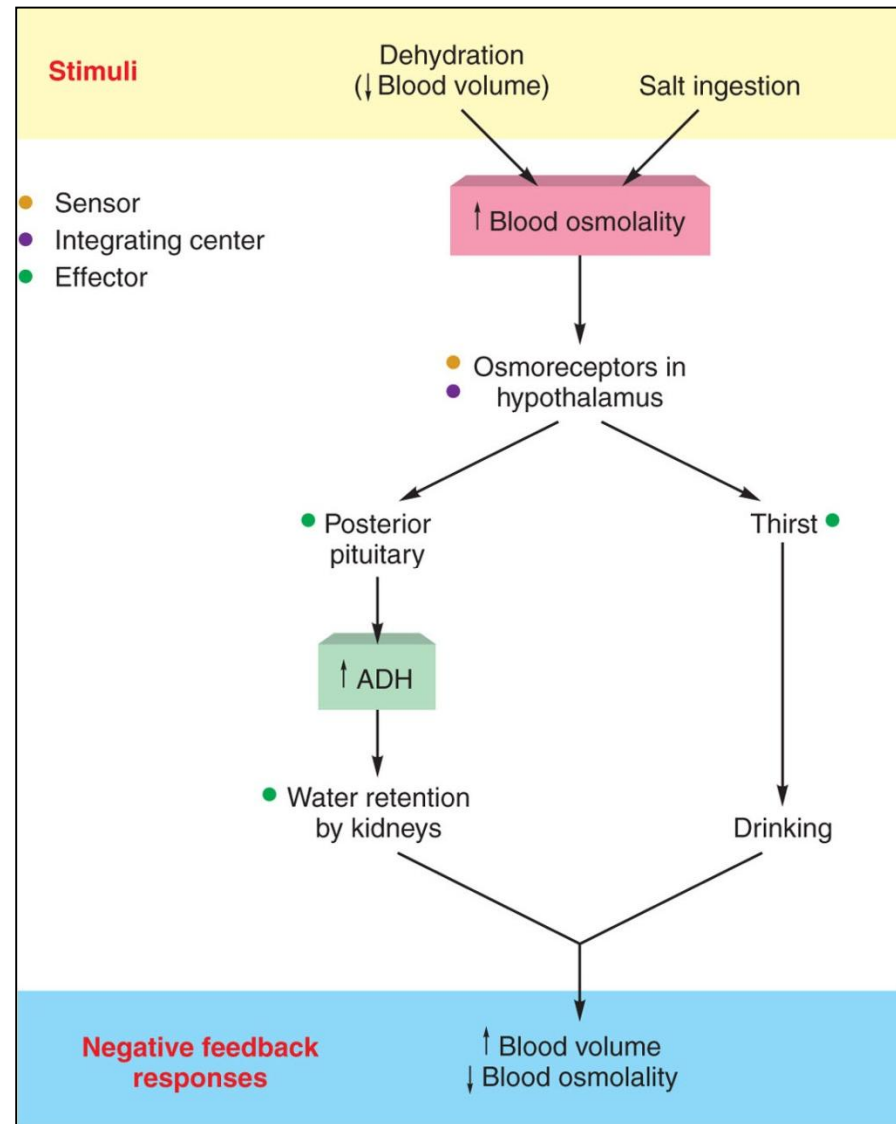 Stimuli
Dehydration
(↓ Blood volume)
Salt ingestion
Sensor
Integrating center
Effector
↑ Blood osmolality
Osmoreceptors in
hypothalamus
Posterior
pituitary
Thirst
↑ ADH
Water retention
by kidneys
Drinking
Negative feedback
responses
↑ Blood volume
↓ Blood osmolality